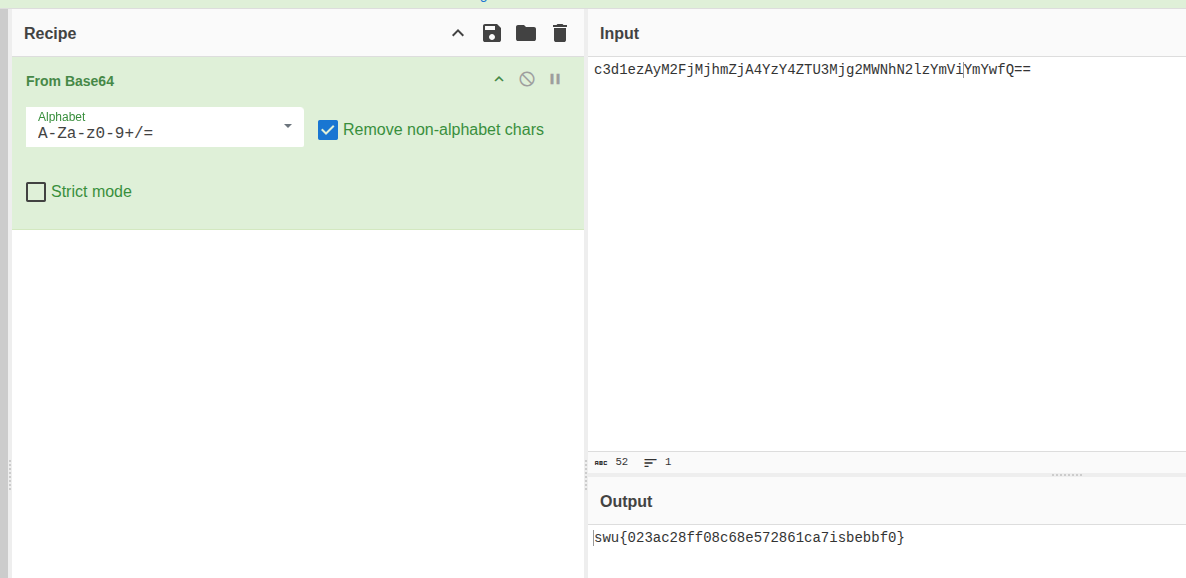 Recipe
From Base64
Alphabet
A-Za-z0-9+/=
Remove non-alphabet chars
Strict mode
Input
c3d1ezAyM2FjMjhmZjA4YzY4ZTU3Mjg2MWNhN2lzYmViYmYwfQ==
RBC 52 1
Output
swu{023ac28ff08c68e572861ca7isbebbf0}